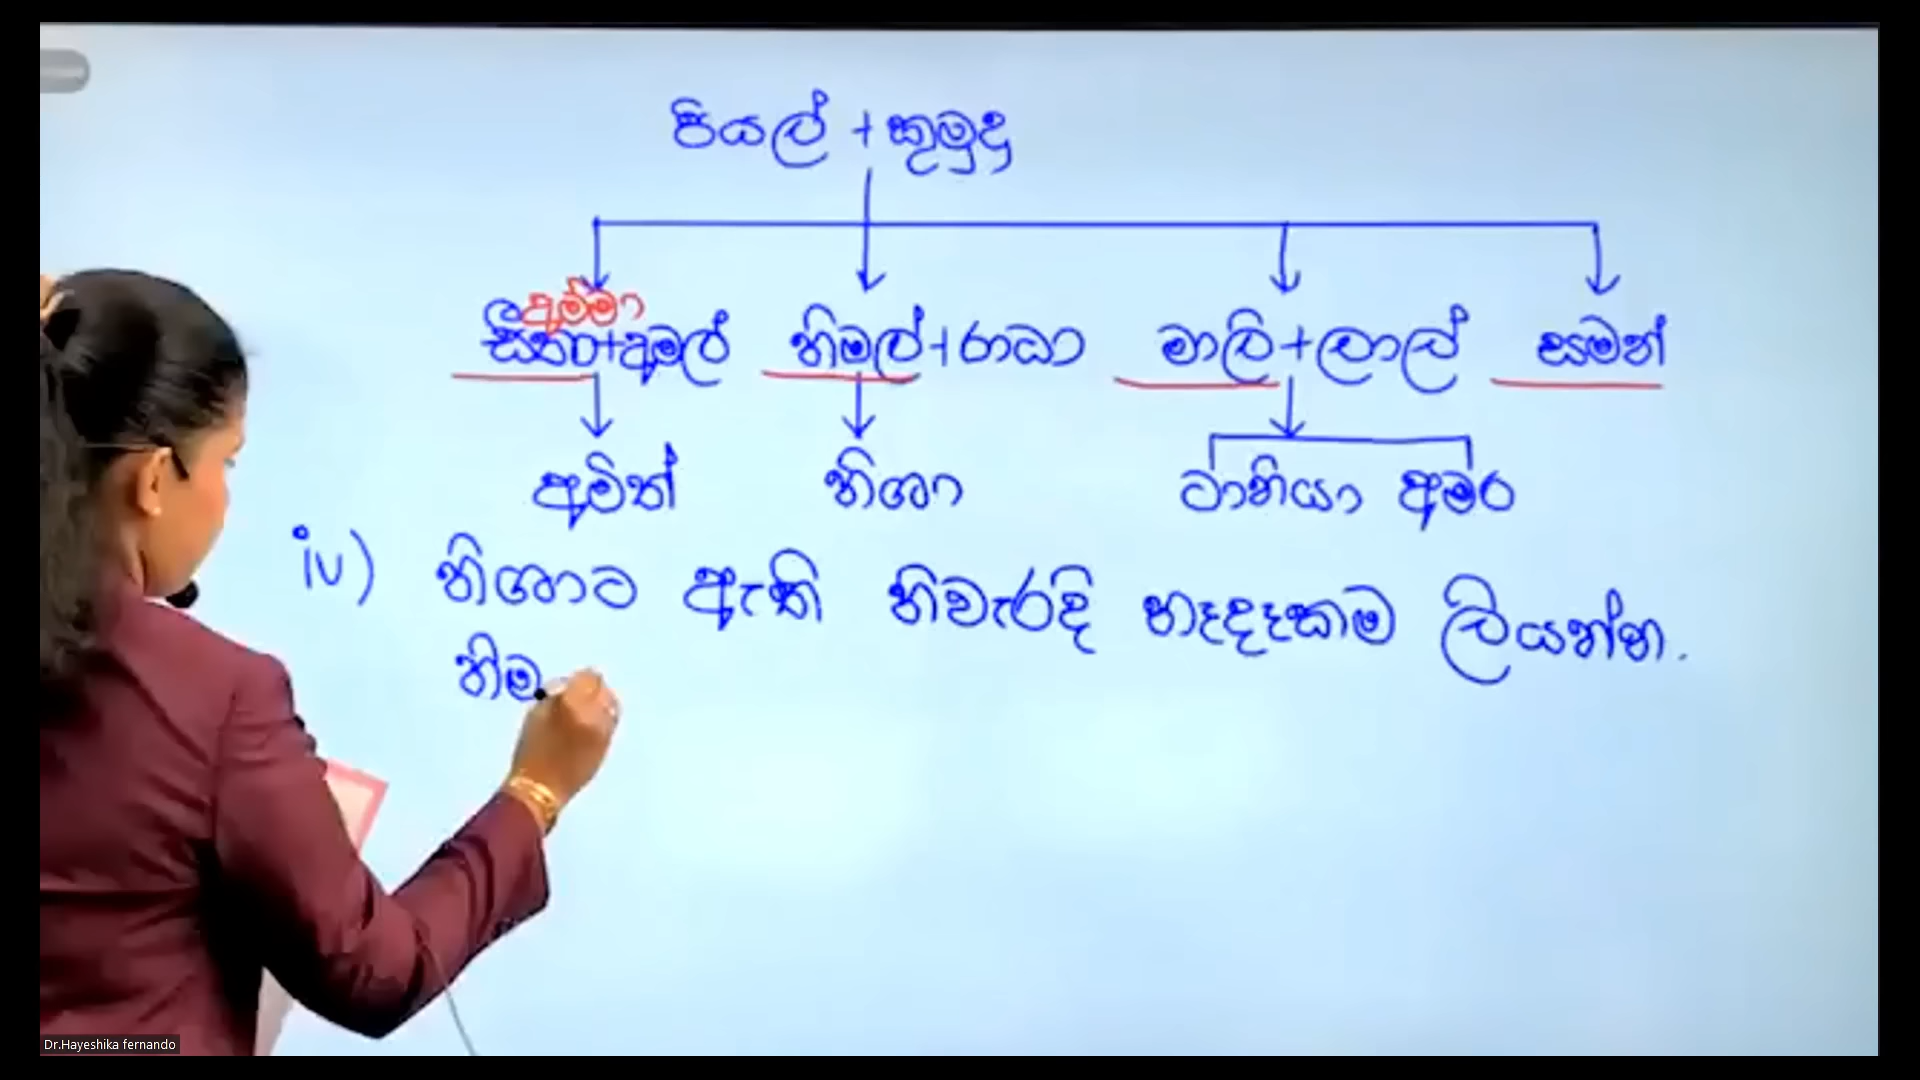 පියල් + කුමුදු
අම්මා
සීතා+අමල් නිමල්+රාධා මාලි+ලාල් සමන්
අමිත් නිශා ටානියා අමර
iv) නිශාට ඇති නිවැරදි නෑදෑකම ලියන්න.
නිම
Dr.Hayeshika fernando